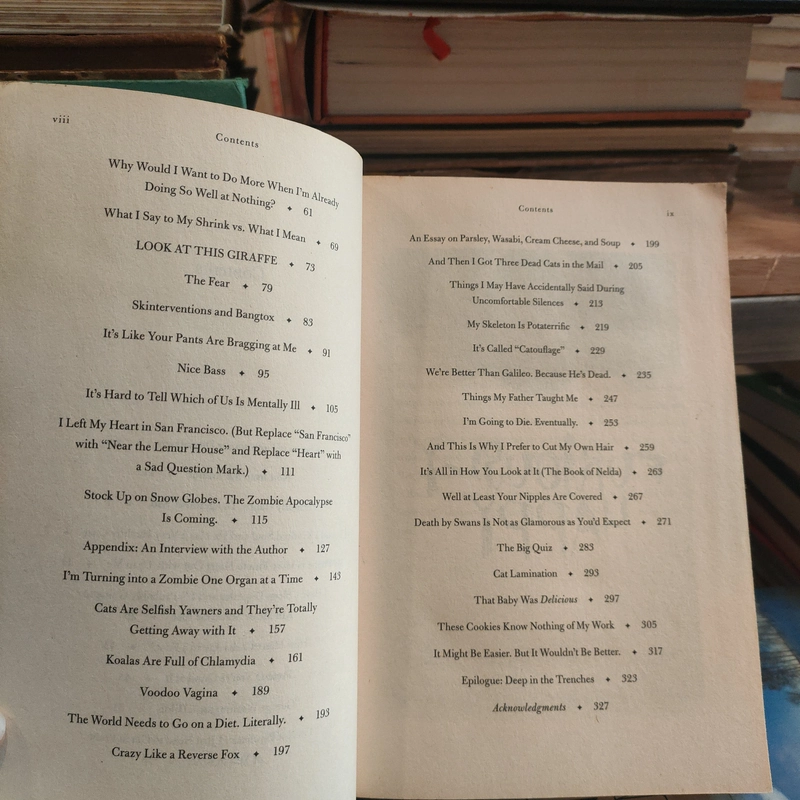 viii
Contents
Why Would I Want to Do More When I'm Already
Doing So Well at Nothing? ✦ 61
What I Say to My Shrink vs. What I Mean ✦ 69
LOOK AT THIS GIRAFFE ✦ 73
The Fear ✦ 79
Skinterventions and Bangtox ✦ 83
It's Like Your Pants Are Bragging at Me ✦ 91
Nice Bass ✦ 95
It's Hard to Tell Which of Us Is Mentally Ill ✦ 105
I Left My Heart in San Francisco. (But Replace "San Francisco"
with "Near the Lemur House" and Replace "Heart" with
a Sad Question Mark.) ✦ 111
Stock Up on Snow Globes. The Zombie Apocalypse
Is Coming. ✦ 115
Appendix: An Interview with the Author ✦ 127
I'm Turning into a Zombie One Organ at a Time ✦ 143
Cats Are Selfish Yawners and They're Totally
Getting Away with It ✦ 157
Koalas Are Full of Chlamydia ✦ 161
Voodoo Vagina ✦ 189
The World Needs to Go on a Diet. Literally. ✦ 193
Crazy Like a Reverse Fox ✦ 197
Contents
ix
An Essay on Parsley, Wasabi, Cream Cheese, and Soup ✦ 199
And Then I Got Three Dead Cats in the Mail ✦ 205
Things I May Have Accidentally Said During
Uncomfortable Silences ✦ 213
My Skeleton Is Potaterrific ✦ 219
It's Called "Catouflage" ✦ 229
We're Better Than Galileo. Because He's Dead. ✦ 235
Things My Father Taught Me ✦ 247
I'm Going to Die. Eventually. ✦ 253
And This Is Why I Prefer to Cut My Own Hair ✦ 259
It's All in How You Look at It (The Book of Nelda) ✦ 263
Well at Least Your Nipples Are Covered ✦ 267
Death by Swans Is Not as Glamorous as You'd Expect ✦ 271
The Big Quiz ✦ 283
Cat Lamination ✦ 293
That Baby Was Delicious ✦ 297
These Cookies Know Nothing of My Work ✦ 305
It Might Be Easier. But It Wouldn't Be Better. ✦ 317
Epilogue: Deep in the Trenches ✦ 323
Acknowledgments ✦ 327